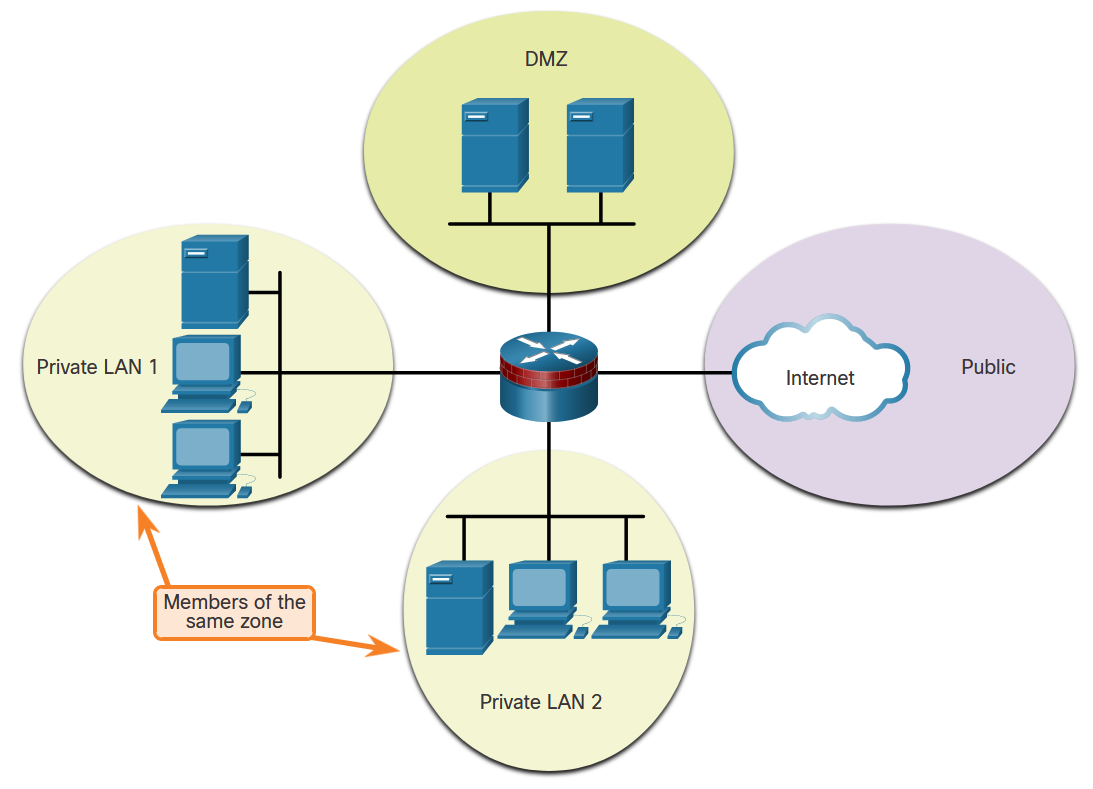 DMZ
Private LAN 1
Internet
Public
Members of the
same zone
Private LAN 2